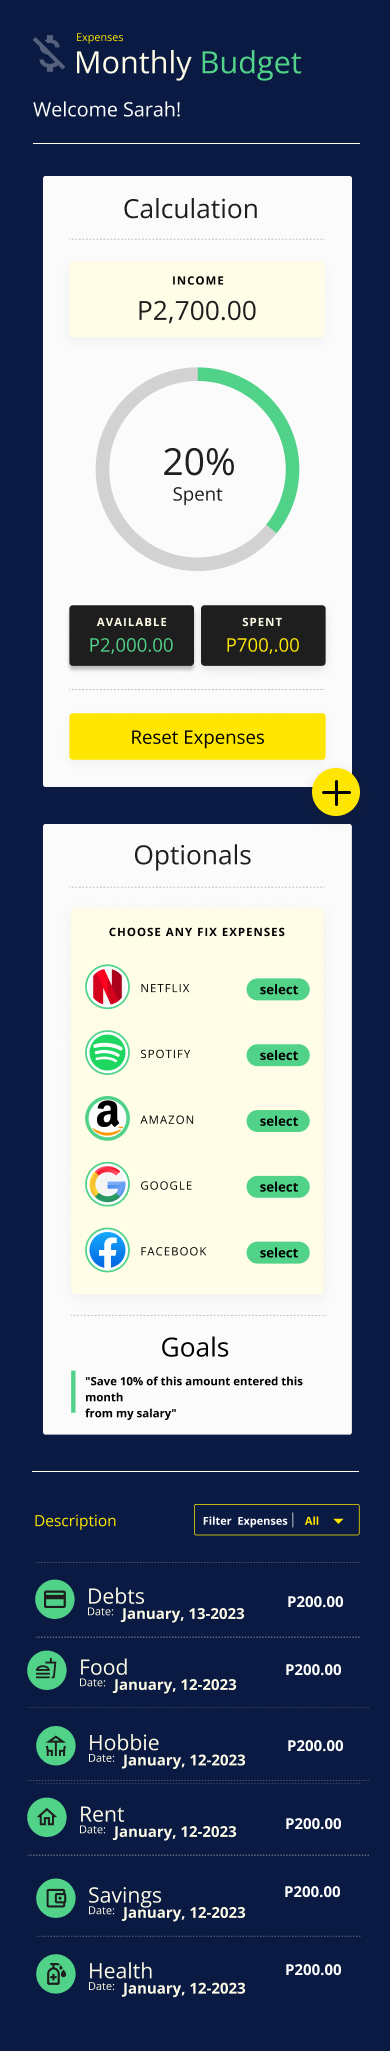 Expenses
Monthly Budget
Welcome Sarah!
Calculation
INCOME
P2,700.00
20%
Spent
AVAILABLE
P2,000.00
SPENT
P700,.00
Reset Expenses
Optionals
CHOOSE ANY FIX EXPENSES
NETFLIX
select
SPOTIFY
select
AMAZON
select
GOOGLE
select
FACEBOOK
select
Goals
"Save 10% of this amount entered this
month
from my salary"
Description
Filter Expenses | All
Debts
Date: January, 13-2023
P200.00
Food
Date: January, 12-2023
P200.00
Hobbie
Date: January, 12-2023
P200.00
Rent
Date: January, 12-2023
P200.00
Savings
Date: January, 12-2023
P200.00
Health
Date: January, 12-2023
P200.00